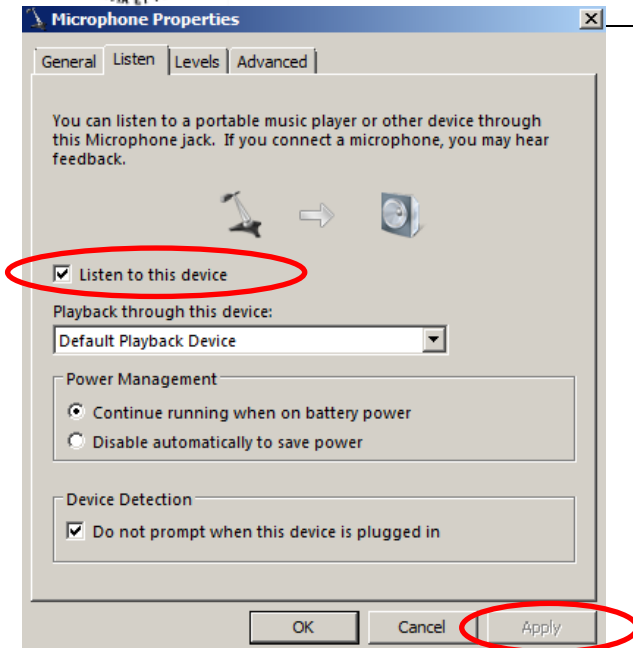 Microphone Properties
General Listen Levels Advanced
You can listen to a portable music player or other device through
this Microphone jack. If you connect a microphone, you may hear
feedback.
Listen to this device
Playback through this device:
Default Playback Device
Power Management
Continue running when on battery power
Disable automatically to save power
Device Detection
Do not prompt when this device is plugged in
OK Cancel Apply